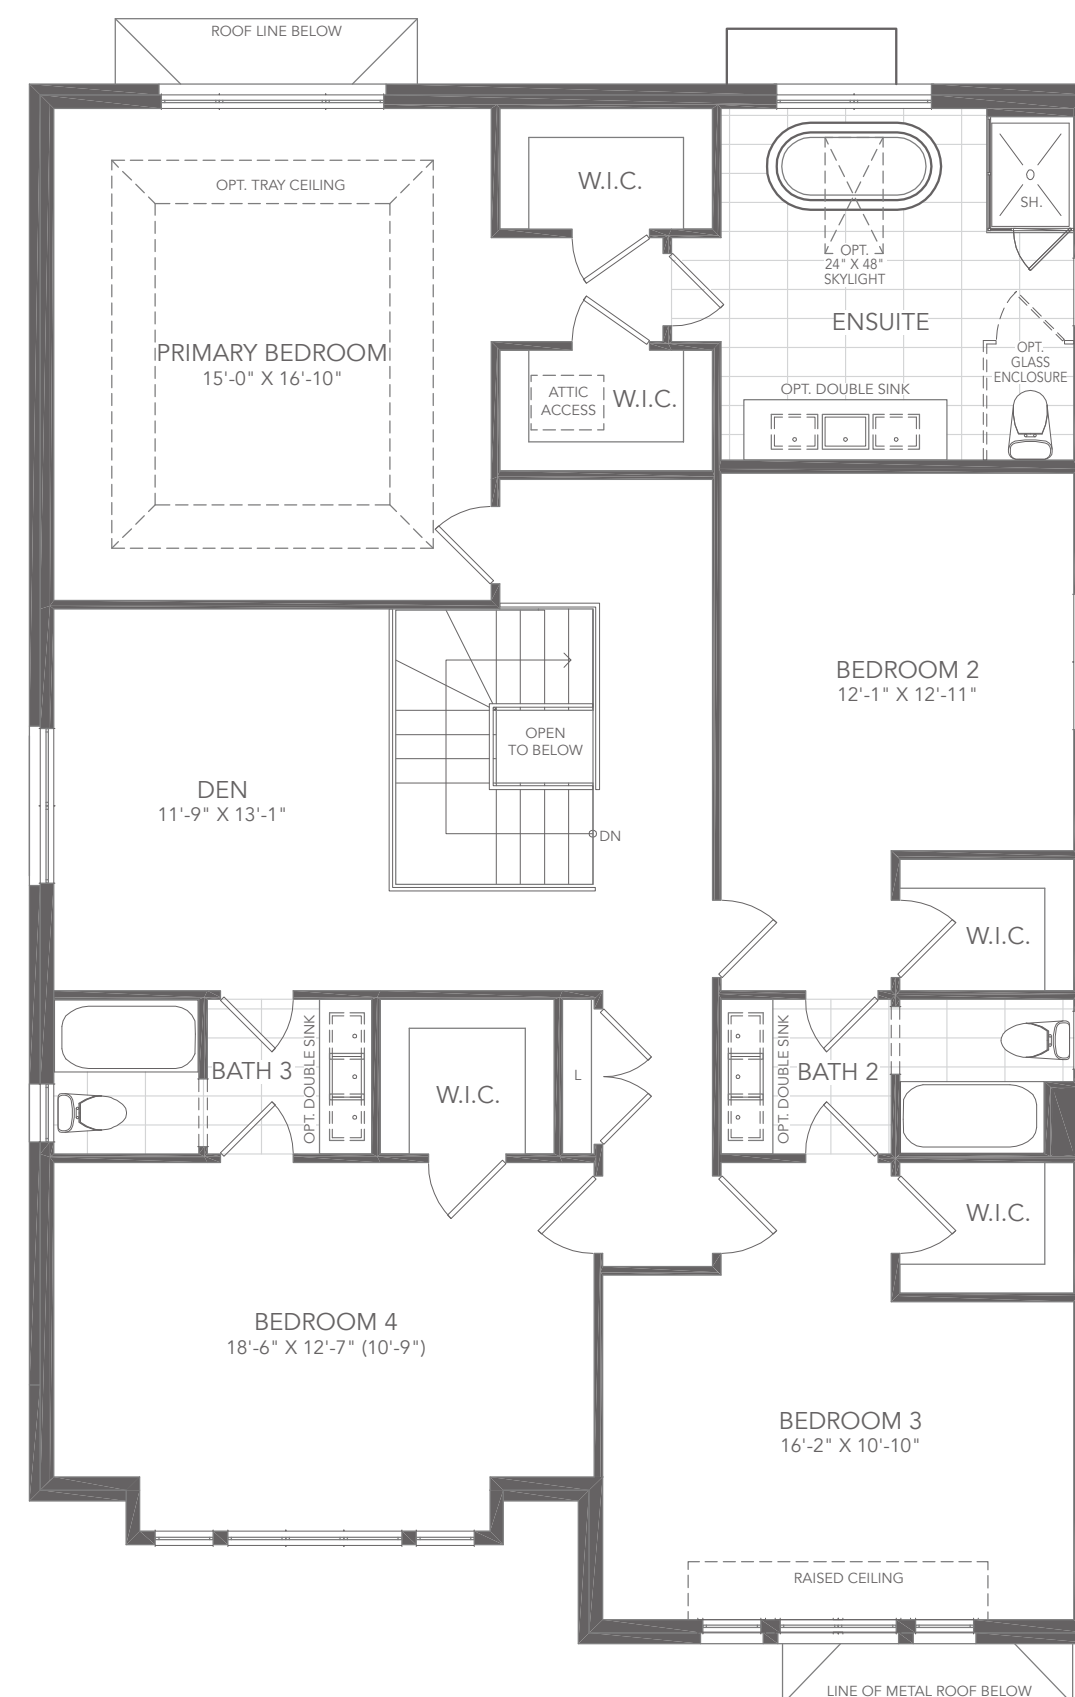 ROOF LINE BELOW
OPT. TRAY CEILING
W.I.C.
SH.
OPT.
24" X 48"
SKYLIGHT
ENSUITE
PRIMARY BEDROOM
15'-0" X 16'-10"
OPT.
GLASS
ENCLOSURE
ATTIC
ACCESS
W.I.C.
OPT. DOUBLE SINK
BEDROOM 2
12'-1" X 12'-11"
OPEN
TO BELOW
DEN
11'-9" X 13'-1"
DN
W.I.C.
BATH 3
OPT. DOUBLE SINK
W.I.C.
L
OPT. DOUBLE SINK
BATH 2
W.I.C.
BEDROOM 4
18'-6" X 12'-7" (10'-9")
BEDROOM 3
16'-2" X 10'-10"
RAISED CEILING
LINE OF METAL ROOF BELOW